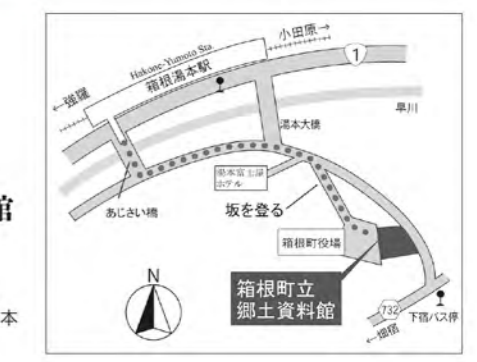 小田原→
1
Hakone-Yumoto Sta.
箱根湯本駅
←強羅
早川
湯本大橋
湯本富士屋
ホテル
あじさい橋
坂を登る
箱根町役場
館
箱根町立
郷土資料館
N
本
732
下宿バス停
←畑宿